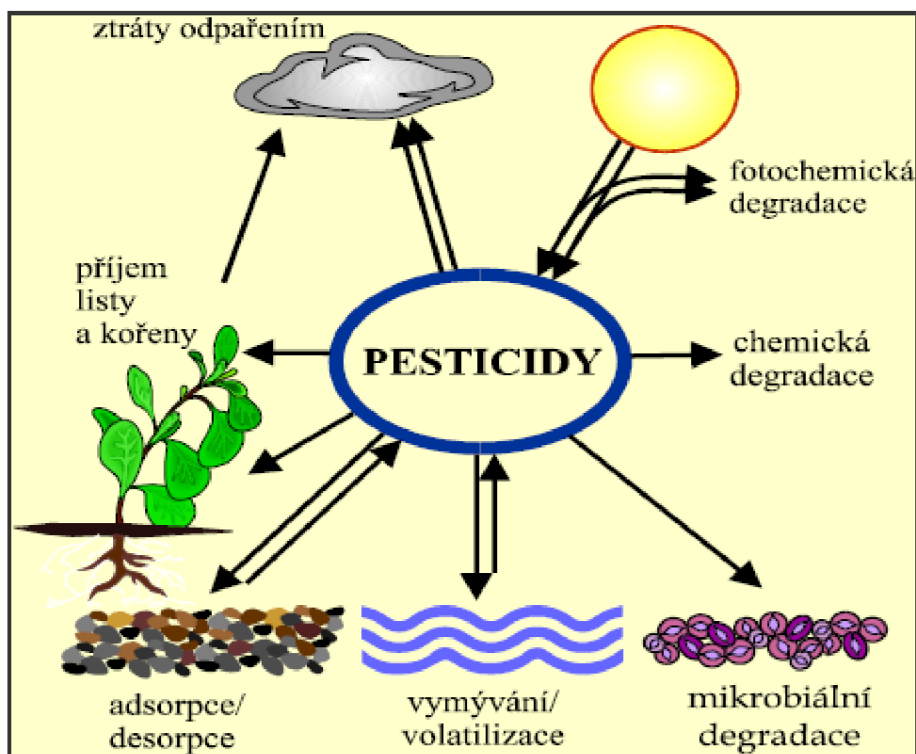 ztráty odpařením
fotochemická
degradace
příjem
listy
a kořeny
PESTICIDY
chemická
degradace
adsorpce/
desorpce
vymývání/
volatilizace
mikrobiální
degradace